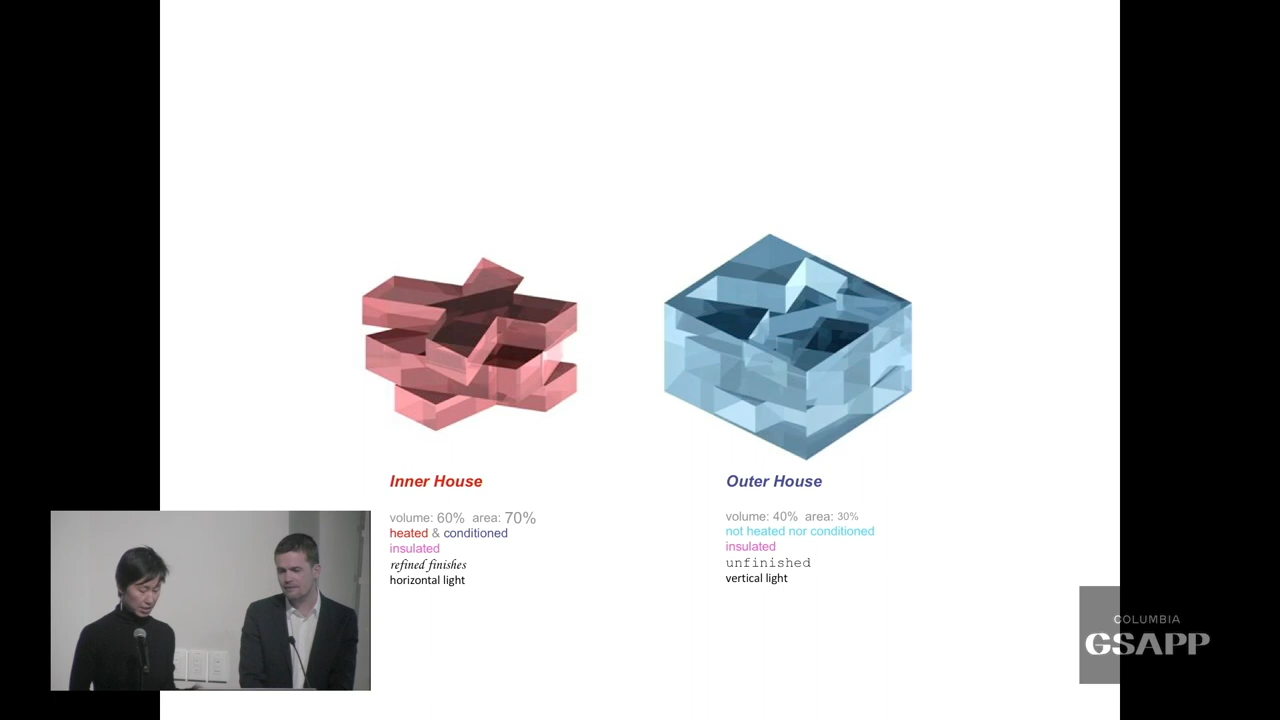 Inner House
volume: 60% area: 70%
heated & conditioned
insulated
refined finishes
horizontal light
Outer House
volume: 40% area: 30%
not heated nor conditioned
insulated
unfinished
vertical light
COLUMBIA
GSAPP